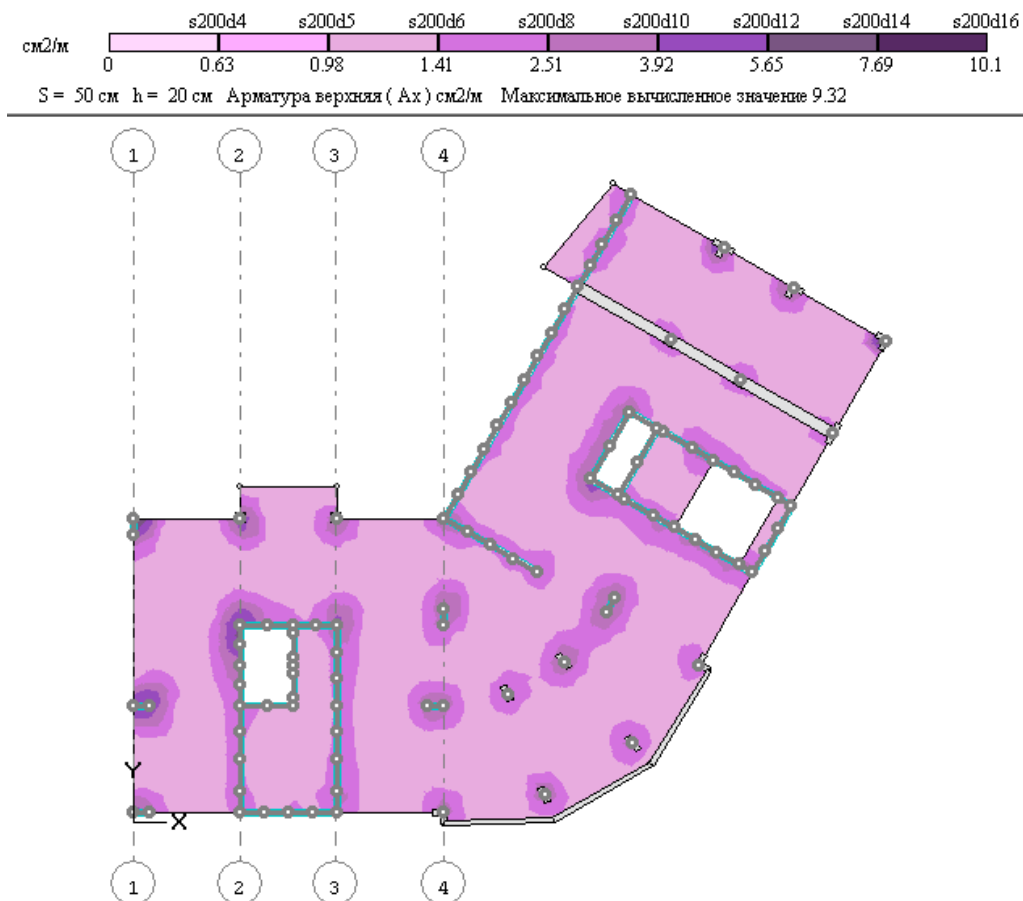 s200d4 s200d5 s200d6 s200d8 s200d10 s200d12 s200d14 s200d16
см2/м
0 0.63 0.98 1.41 2.51 3.92 5.65 7.69 10.1
S = 50 см h = 20 см Арматура верхняя ( Ax ) см2/м Максимальное вычисленное значение 9.32
1 2 3 4
Y
X
1 2 3 4